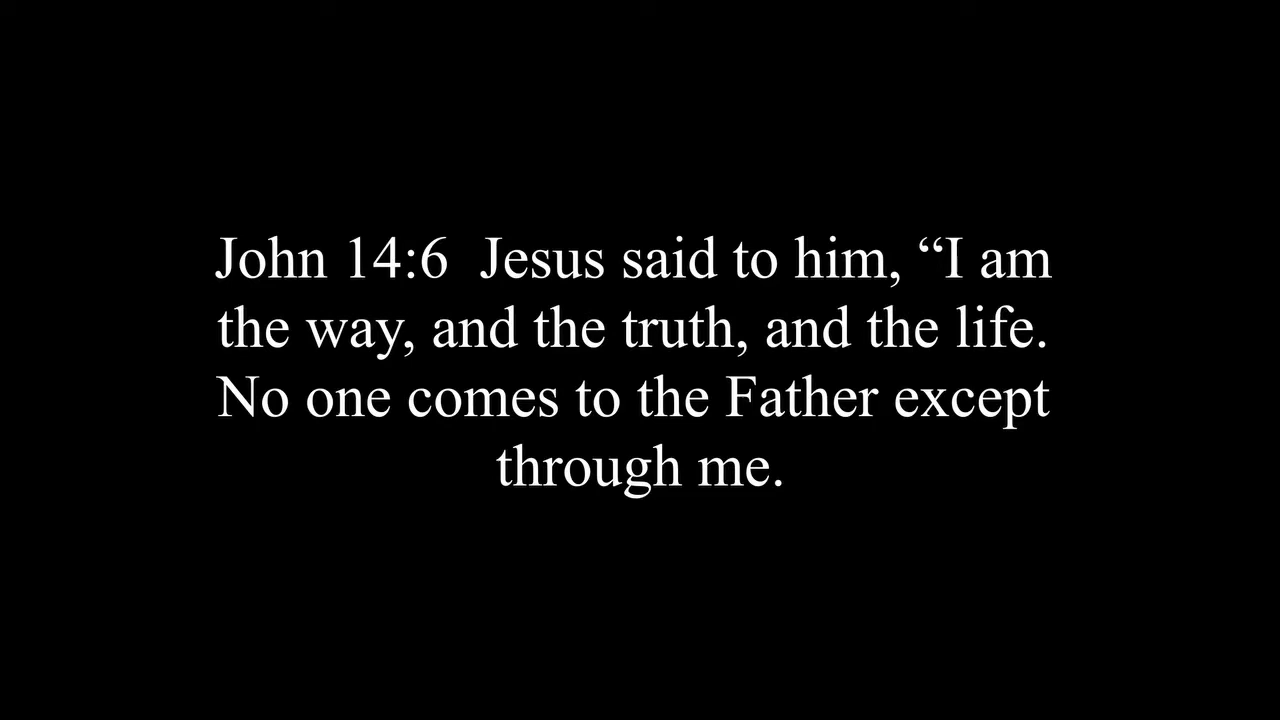 John 14:6  Jesus said to him, “I am
the way, and the truth, and the life.
No one comes to the Father except
through me.